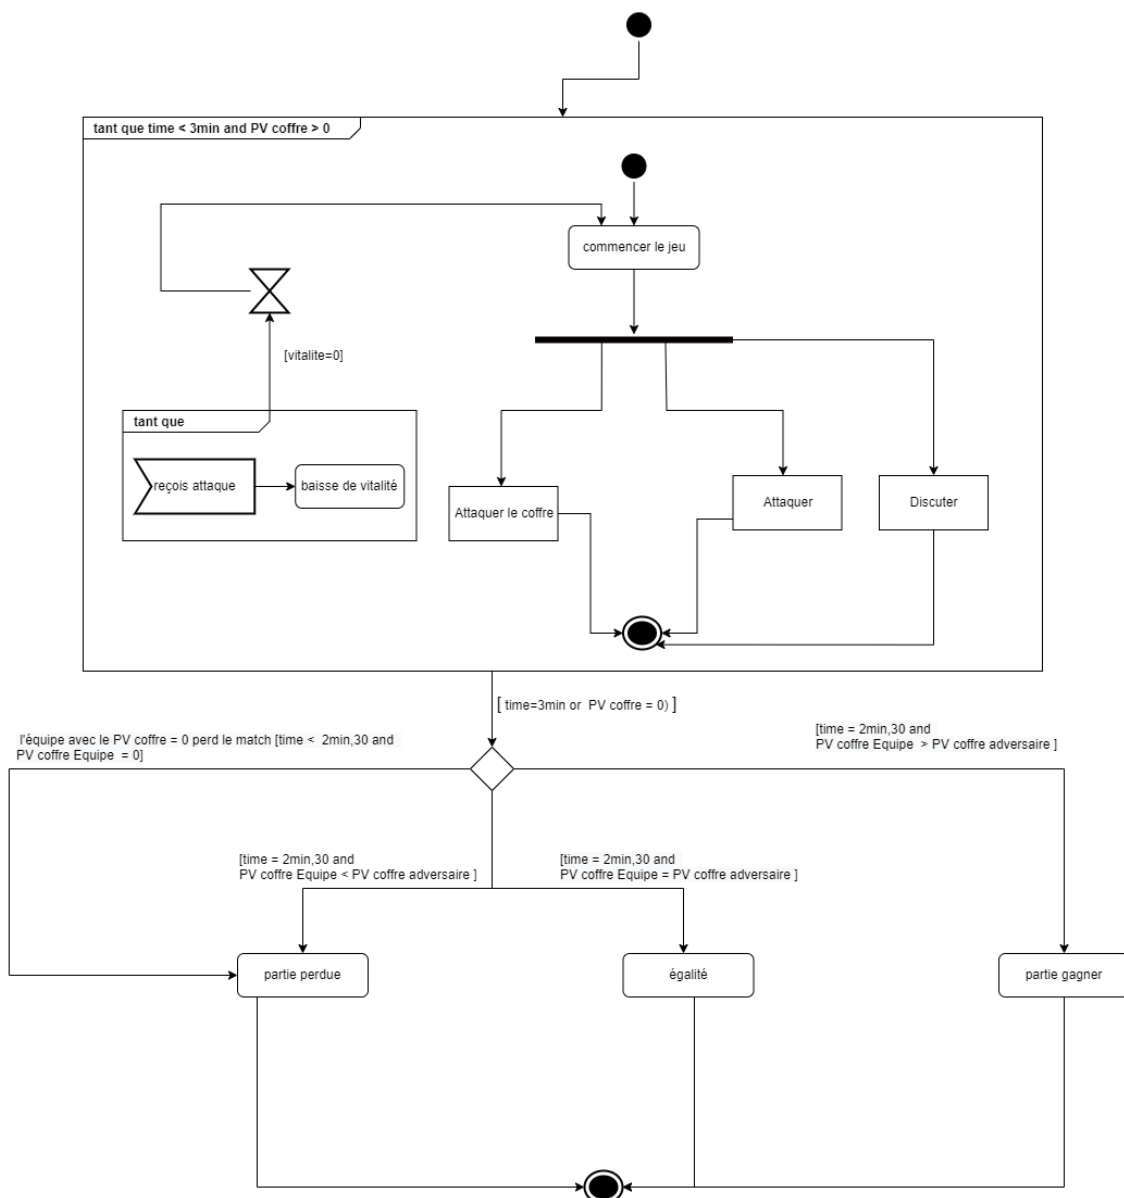 tant que time < 3min and PV coffre > 0
commencer le jeu
[vitalite=0]
tant que
reçois attaque
baisse de vitalité
Attaquer le coffre
Attaquer
Discuter
[ time=3min or PV coffre = 0) ]
l'équipe avec le PV coffre = 0 perd le match [time < 2min,30 and
PV coffre Equipe = 0]
[time = 2min,30 and
PV coffre Equipe > PV coffre adversaire ]
[time = 2min,30 and
PV coffre Equipe < PV coffre adversaire ]
[time = 2min,30 and
PV coffre Equipe = PV coffre adversaire ]
partie perdue
égalité
partie gagner